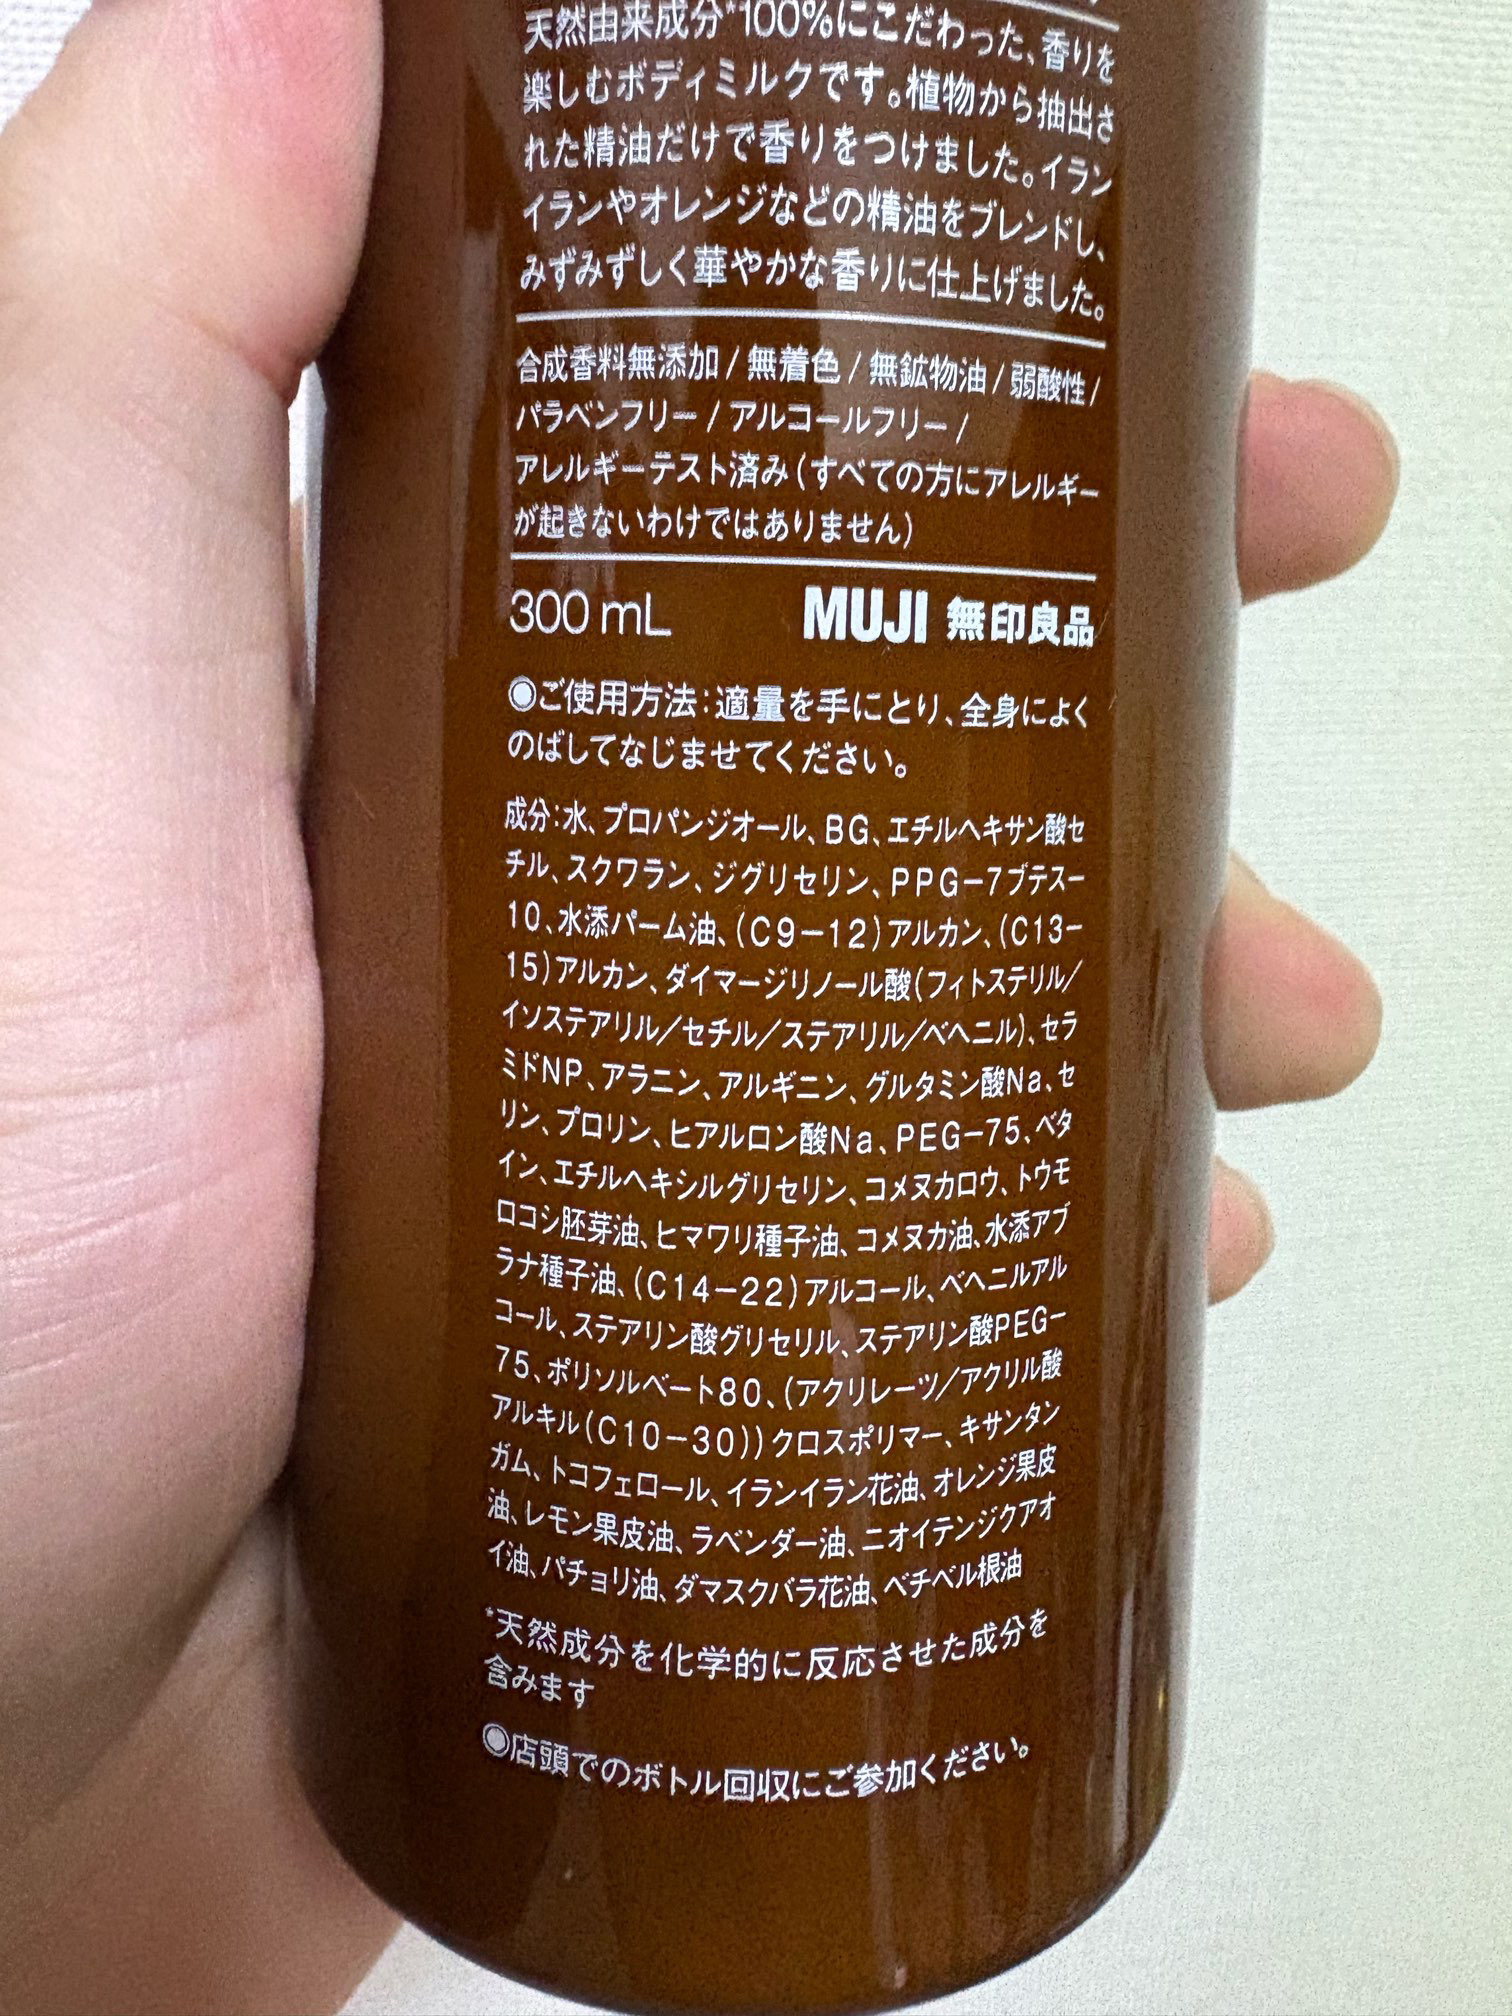 天然由来成分*100%にこだわった、香りを
楽しむボディミルクです。植物から抽出さ
れた精油だけで香りをつけました。イラン
イランやオレンジなどの精油をブレンドし、
みずみずしく華やかな香りに仕上げました。
合成香料無添加/無着色/無鉱物油/弱酸性/
パラベンフリー/アルコールフリー/
アレルギーテスト済み(すべての方にアレルギー
が起きないわけではありません)
300mL MUJI 無印良品
◉ご使用方法:適量を手にとり、全身によく
のばしてなじませてください。
成分:水、プロパンジオール、BG、エチルヘキサン酸セ
チル、スクワラン、ジグリセリン、PPG-7ブテス-
10、水添パーム油、(C9-12)アルカン、(C13-
15)アルカン、ダイマージリノール酸(フィトステリル/
イソステアリル/セチル/ステアリル/ベヘニル)、セラ
ミドNP、アラニン、アルギニン、グルタミン酸Na、セ
リン、プロリン、ヒアルロン酸Na、PEG-75、ベタ
イン、エチルヘキシルグリセリン、コメヌカロウ、トウモ
ロコシ胚芽油、ヒマワリ種子油、コメヌカ油、水添アブ
ラナ種子油、(C14-22)アルコール、ベヘニルアル
コール、ステアリン酸グリセリル、ステアリン酸PEG-
75、ポリソルベート80、(アクリレーツ/アクリル酸
アルキル(C10-30))クロスポリマー、キサンタン
ガム、トコフェロール、イランイラン花油、オレンジ果皮
油、レモン果皮油、ラベンダー油、ニオイテンジクアオ
イ油、パチョリ油、ダマスクバラ花油、ベチベル根油
*天然成分を化学的に反応させた成分を
含みます
◉店頭でのボトル回収にご参加ください。